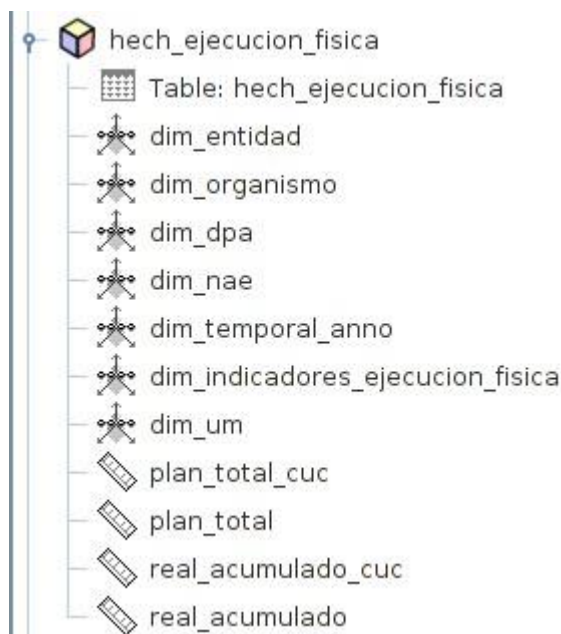 hech_ejecucion_fisica
Table: hech_ejecucion_fisica
dim_entidad
dim_organismo
dim_dpa
dim_nae
dim_temporal_anno
dim_indicadores_ejecucion_fisica
dim_um
plan_total_cuc
plan_total
real_acumulado_cuc
real_acumulado